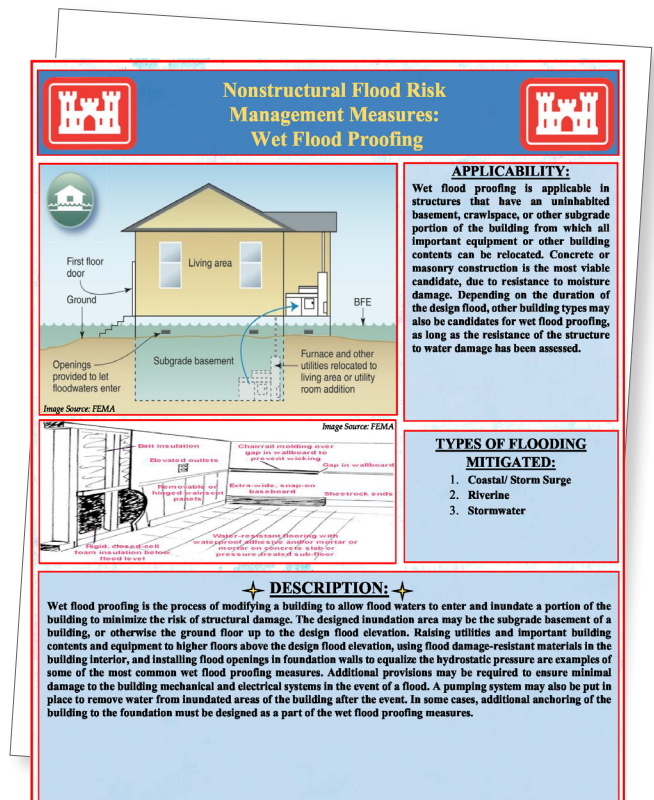 Nonstructural Flood Risk
Management Measures:
Wet Flood Proofing
First floor
door
Ground
Living area
BFE
Openings
provided to let
floodwaters enter
Subgrade basement
Furnace and other
utilities relocated to
living area or utility
room addition
Image Source: FEMA
APPLICABILITY:
Wet flood proofing is applicable in
structures that have an uninhabited
basement, crawlspace, or other subgrade
portion of the building from which all
important equipment or other building
contents can be relocated. Concrete or
masonry construction is the most viable
candidate, due to resistance to moisture
damage. Depending on the duration of
the design flood, other building types may
also be candidates for wet flood proofing,
as long as the resistance of the structure
to water damage has been assessed.
Image Source: FEMA
Batt insulation
Elevated outlets
Removable or
hinged wainscot
panels
Chairrail molding over
gap in wallboard to
prevent wicking
Gap in wallboard
Extra-wide, snap-on
baseboard
Sheetrock ends
Rigid, closed-cell
foam insulation below
flood level
Water-resistant flooring with
waterproof adhesive and/or mortar or
mortar on concrete slab or
pressure treated sub-floor
TYPES OF FLOODING
MITIGATED:
1. Coastal/ Storm Surge
2. Riverine
3. Stormwater
DESCRIPTION:
Wet flood proofing is the process of modifying a building to allow flood waters to enter and inundate a portion of the
building to minimize the risk of structural damage. The designed inundation area may be the subgrade basement of a
building, or otherwise the ground floor up to the design flood elevation. Raising utilities and important building
contents and equipment to higher floors above the design flood elevation, using flood damage-resistant materials in the
building interior, and installing flood openings in foundation walls to equalize the hydrostatic pressure are examples of
some of the most common wet flood proofing measures. Additional provisions may be required to ensure minimal
damage to the building mechanical and electrical systems in the event of a flood. A pumping system may also be put in
place to remove water from inundated areas of the building after the event. In some cases, additional anchoring of the
building to the foundation must be designed as a part of the wet flood proofing measures.